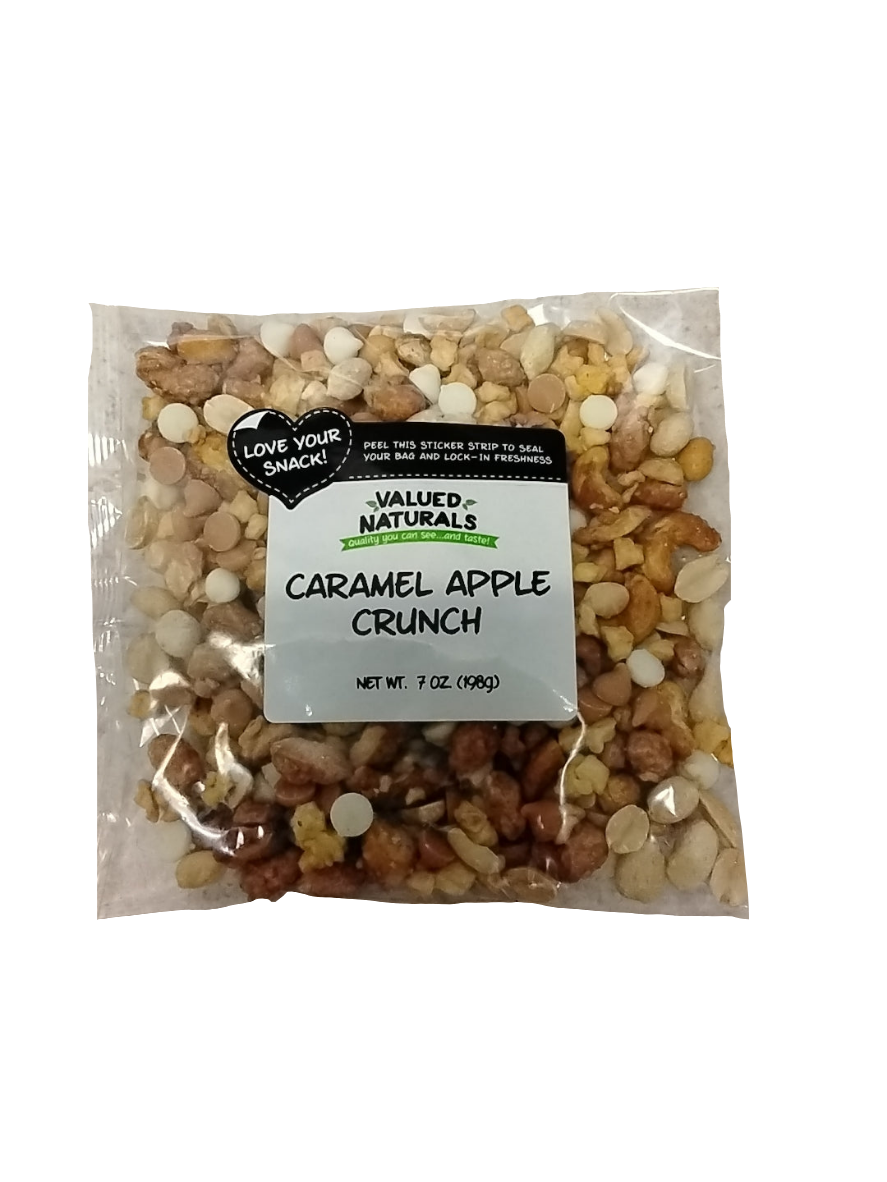 LOVE YOUR
SNACK!
PEEL THIS STICKER STRIP TO SEAL
YOUR BAG AND LOCK-IN FRESHNESS
VALUED
NATURALS
quality you can see...and taste!
CARAMEL APPLE
CRUNCH
NET WT. 7 OZ. (198g)